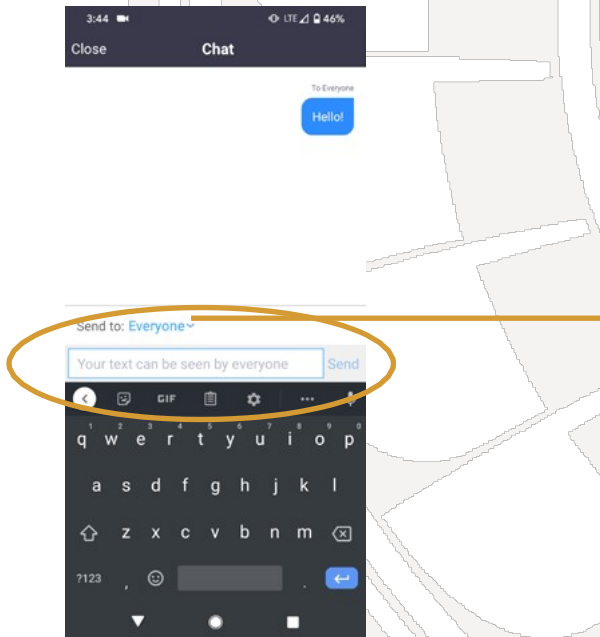 3:44 LTE 46%
Close Chat
To Everyone
Hello!
Send to: Everyone
Your text can be seen by everyone Send
GIF
1 2 3 4 5 6 7 8 9 0
q w e r t y u i o p
a s d f g h j k l
z x c v b n m
?123 , .